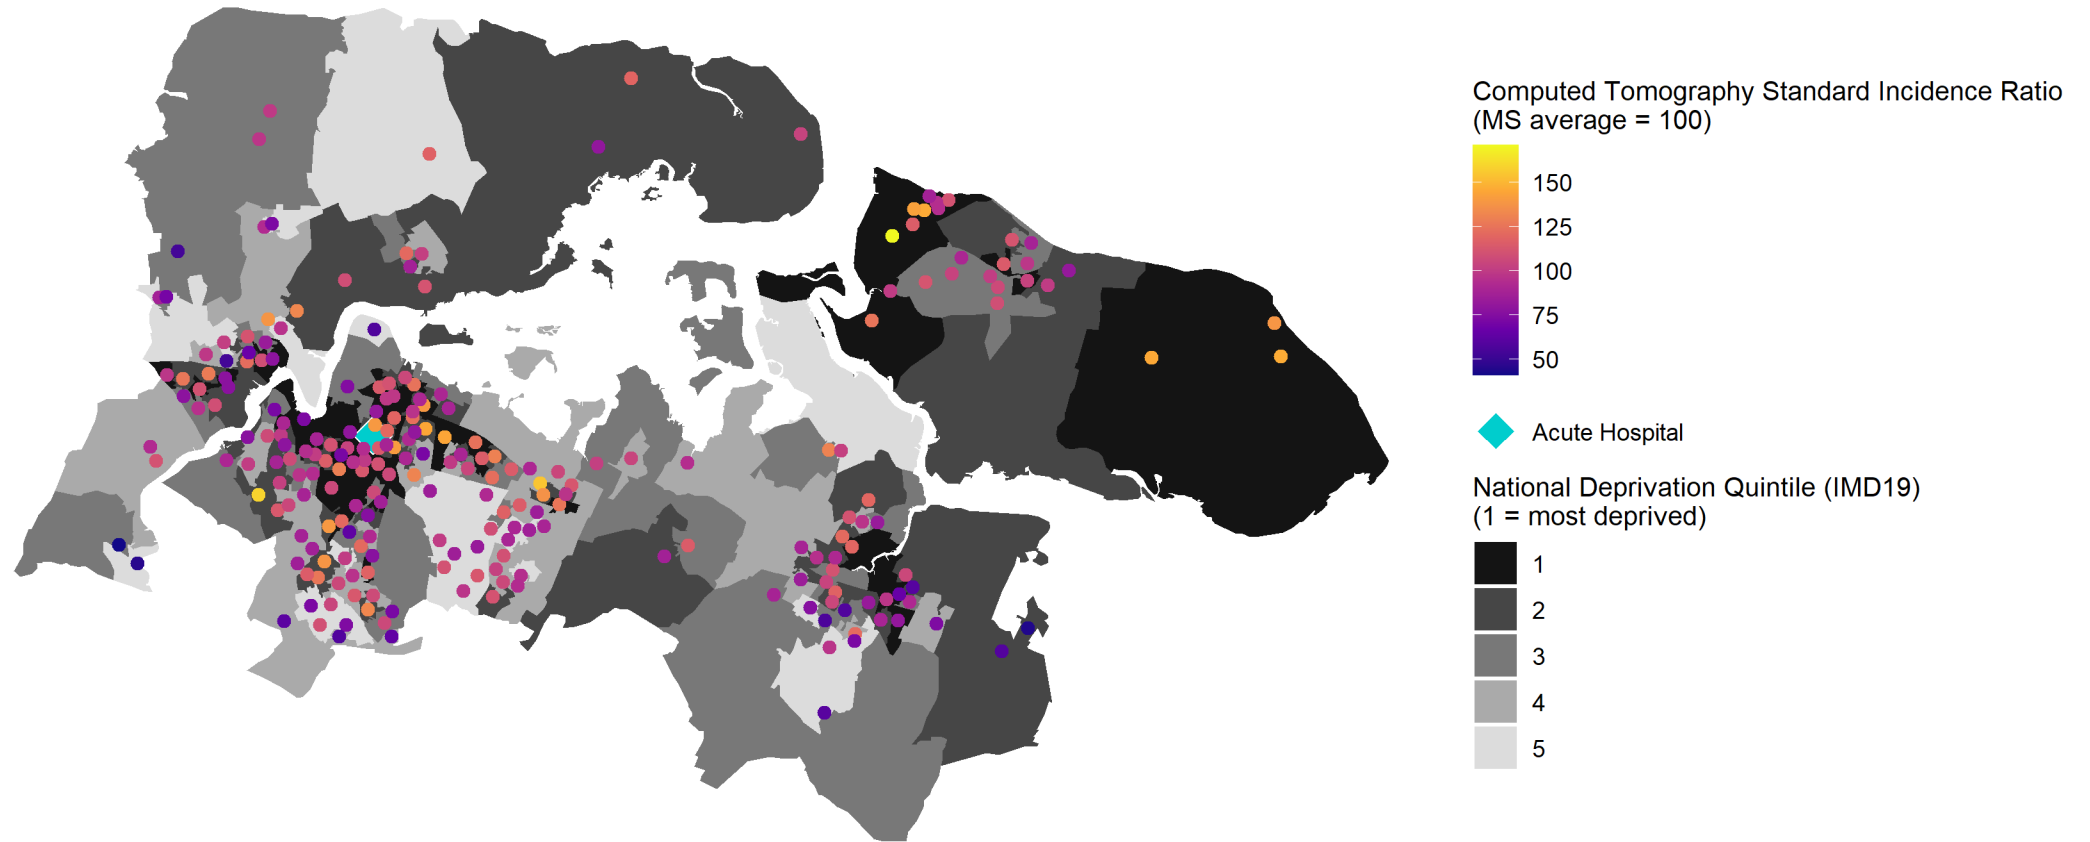 Computed Tomography Standard Incidence Ratio
(MS average = 100)
150
125
100
75
50
Acute Hospital
National Deprivation Quintile (IMD19)
(1 = most deprived)
1
2
3
4
5